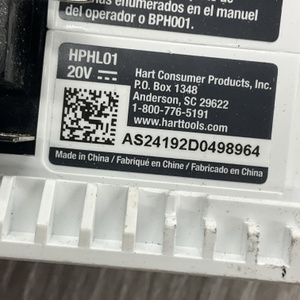 más enumerados en el manuel
del operador o BPH001.
HPHL01
20V
Hart Consumer Products, Inc.
P.O. Box 1348
Anderson, SC 29622
1-800-776-5191
www.harttools.com
AS24192D0498964
Made in China / Fabriqué en Chine / Fabricado en China